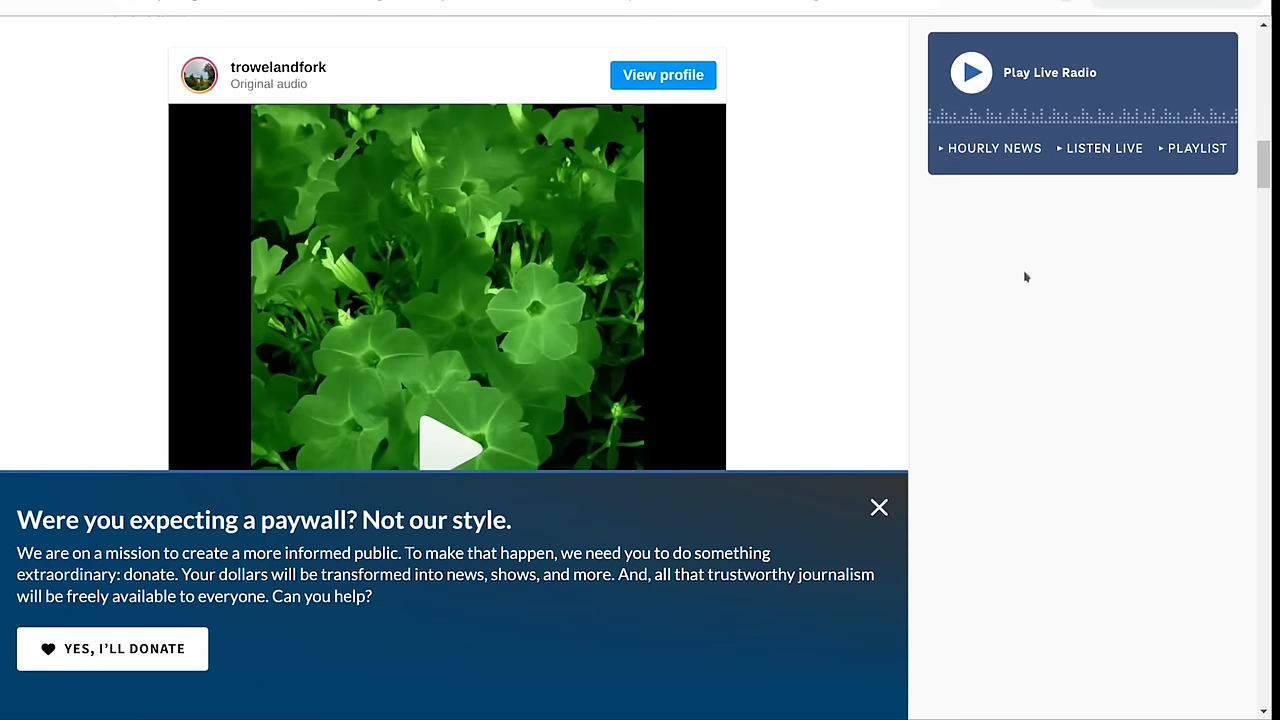 trowelandfork
Original audio
View profile
Play Live Radio
HOURLY NEWS
LISTEN LIVE
PLAYLIST
Were you expecting a paywall? Not our style.
We are on a mission to create a more informed public. To make that happen, we need you to do something
extraordinary: donate. Your dollars will be transformed into news, shows, and more. And, all that trustworthy journalism
will be freely available to everyone. Can you help?
YES, I'LL DONATE